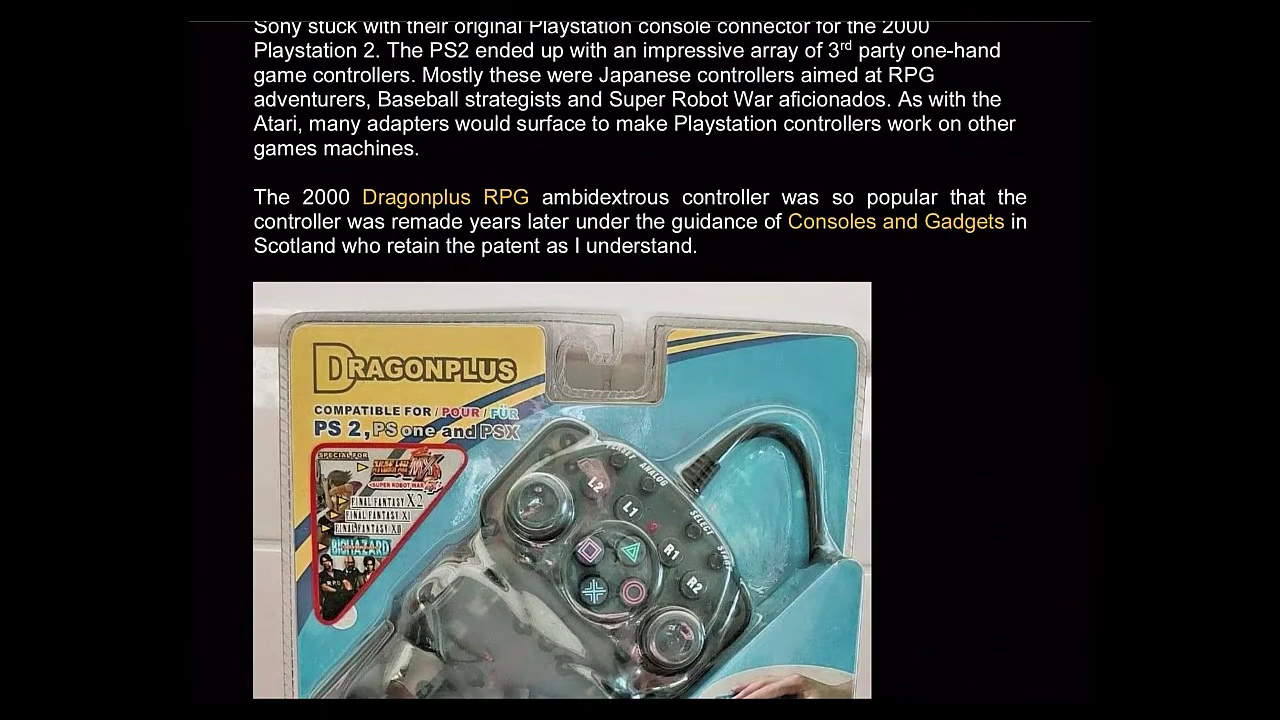 Sony stuck with their original Playstation console connector for the 2000
Playstation 2. The PS2 ended up with an impressive array of 3rd party one-hand
game controllers. Mostly these were Japanese controllers aimed at RPG
adventurers, Baseball strategists and Super Robot War aficionados. As with the
Atari, many adapters would surface to make Playstation controllers work on other
games machines.
The 2000 Dragonplus RPG ambidextrous controller was so popular that the
controller was remade years later under the guidance of Consoles and Gadgets in
Scotland who retain the patent as I understand.
DRAGONPLUS
COMPATIBLE FOR / POUR / FÜR
PS 2, PS one and PSX
SPECIAL FOR
MX
SUPER ROBOT WAR
FINAL FANTASY X2
FINAL FANTASY XI
FINAL FANTASY XII
BIOHAZARD
ANALOG
L2
L1
SELECT
R1
START
R2